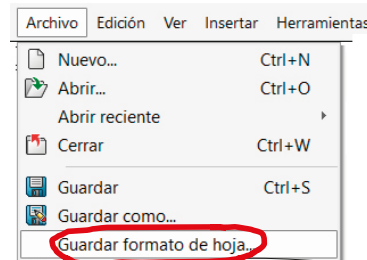 Archivo Edición Ver Insertar Herramientas
Nuevo... Ctrl+N
Abrir... Ctrl+O
Abrir reciente
Cerrar Ctrl+W
Guardar Ctrl+S
Guardar como...
Guardar formato de hoja...